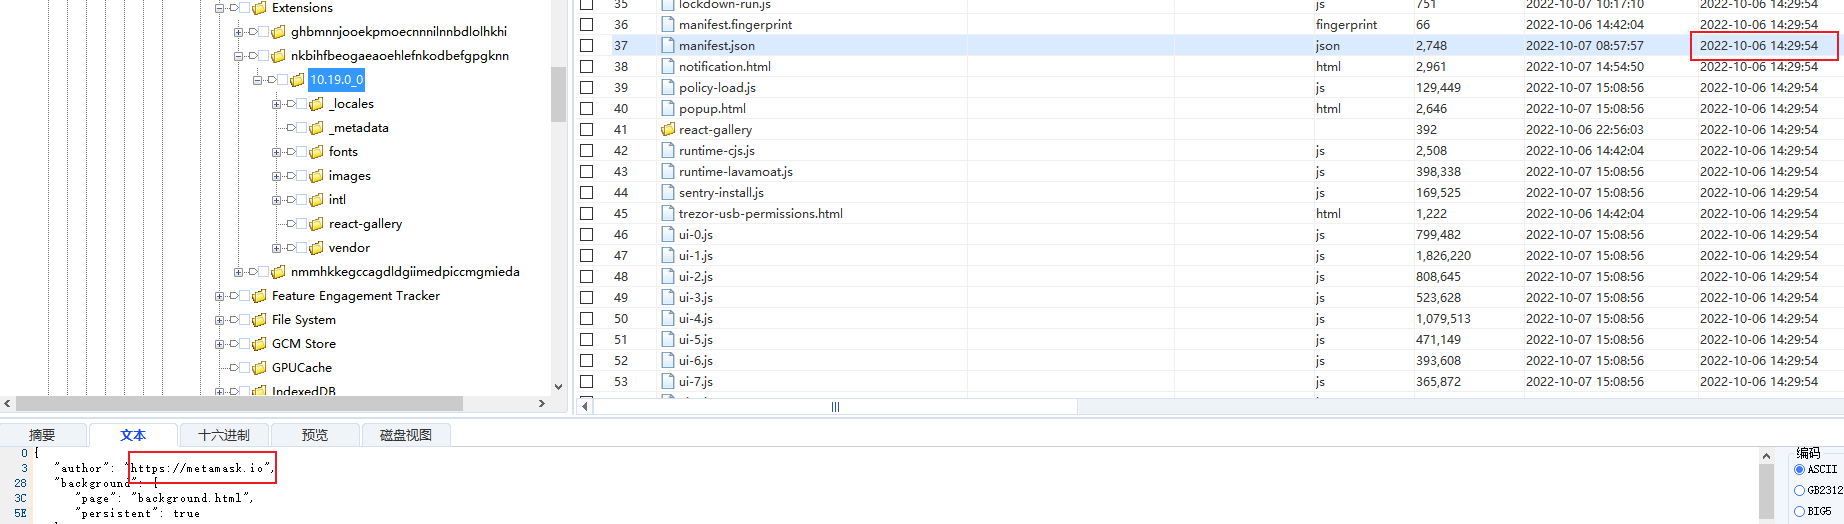 Extensions
ghbmnnjooekpmoecnnnilnnbdlolhkhi
nkbihfbeogaeaoehlefnkodbefgpgknn
10.19.0_0
_locales
_metadata
fonts
images
intl
react-gallery
vendor
nmmhkkegccagdldgiimedpiccmgmieda
Feature Engagement Tracker
File System
GCM Store
GPUCache
IndexedDB
35 lockdown-run.js js 751 2022-10-07 10:17:10 2022-10-06 14:29:54
36 manifest.fingerprint fingerprint 66 2022-10-06 14:42:04 2022-10-06 14:29:54
37 manifest.json json 2,748 2022-10-07 08:57:57 2022-10-06 14:29:54
38 notification.html html 2,961 2022-10-07 14:54:50 2022-10-06 14:29:54
39 policy-load.js js 129,449 2022-10-07 15:08:56 2022-10-06 14:29:54
40 popup.html html 2,646 2022-10-07 15:08:56 2022-10-06 14:29:54
41 react-gallery 392 2022-10-06 22:56:03 2022-10-06 14:29:54
42 runtime-cjs.js js 2,508 2022-10-06 14:42:04 2022-10-06 14:29:54
43 runtime-lavamoat.js js 398,338 2022-10-07 15:08:56 2022-10-06 14:29:54
44 sentry-install.js js 169,525 2022-10-07 15:08:56 2022-10-06 14:29:54
45 trezor-usb-permissions.html html 1,222 2022-10-06 14:42:04 2022-10-06 14:29:54
46 ui-0.js js 799,482 2022-10-07 15:08:56 2022-10-06 14:29:54
47 ui-1.js js 1,826,220 2022-10-07 15:08:56 2022-10-06 14:29:54
48 ui-2.js js 808,645 2022-10-07 15:08:56 2022-10-06 14:29:54
49 ui-3.js js 523,628 2022-10-07 15:08:56 2022-10-06 14:29:54
50 ui-4.js js 1,079,513 2022-10-07 15:08:56 2022-10-06 14:29:54
51 ui-5.js js 471,149 2022-10-07 15:08:56 2022-10-06 14:29:54
52 ui-6.js js 393,608 2022-10-07 15:08:56 2022-10-06 14:29:54
53 ui-7.js js 365,872 2022-10-07 15:08:56 2022-10-06 14:29:54
摘要 文本 十六进制 预览 磁盘视图
0 {
3 "author": "https://metamask.io",
28 "background": {
3C "page": "background.html",
5E "persistent": true
编码
ASCII
GB2312
BIG5